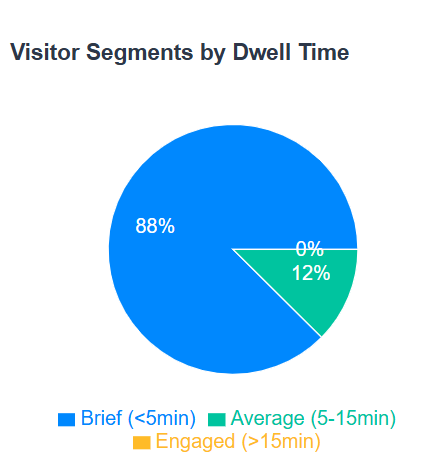 Visitor Segments by Dwell Time
88%
0%
12%
Brief (<5min) Average (5-15min)
Engaged (>15min)